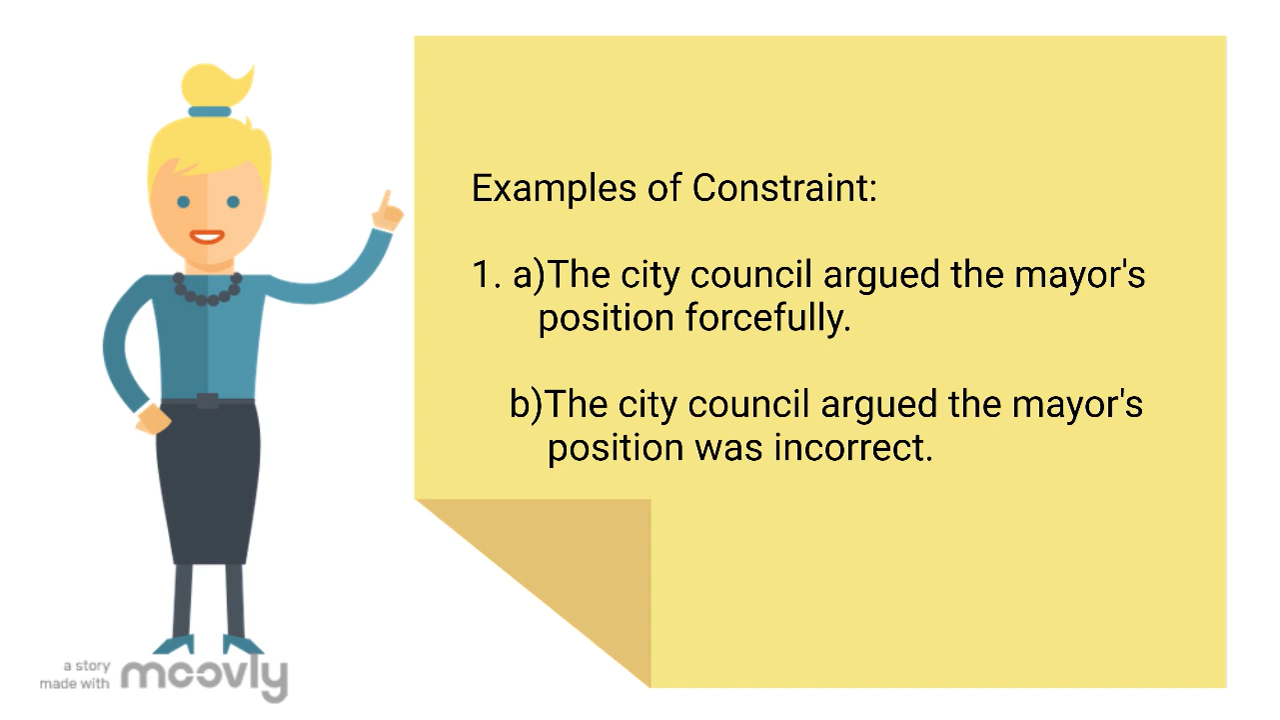 Examples of Constraint:
1. a)The city council argued the mayor's
position forcefully.
b)The city council argued the mayor's
position was incorrect.
a story
made with moovly